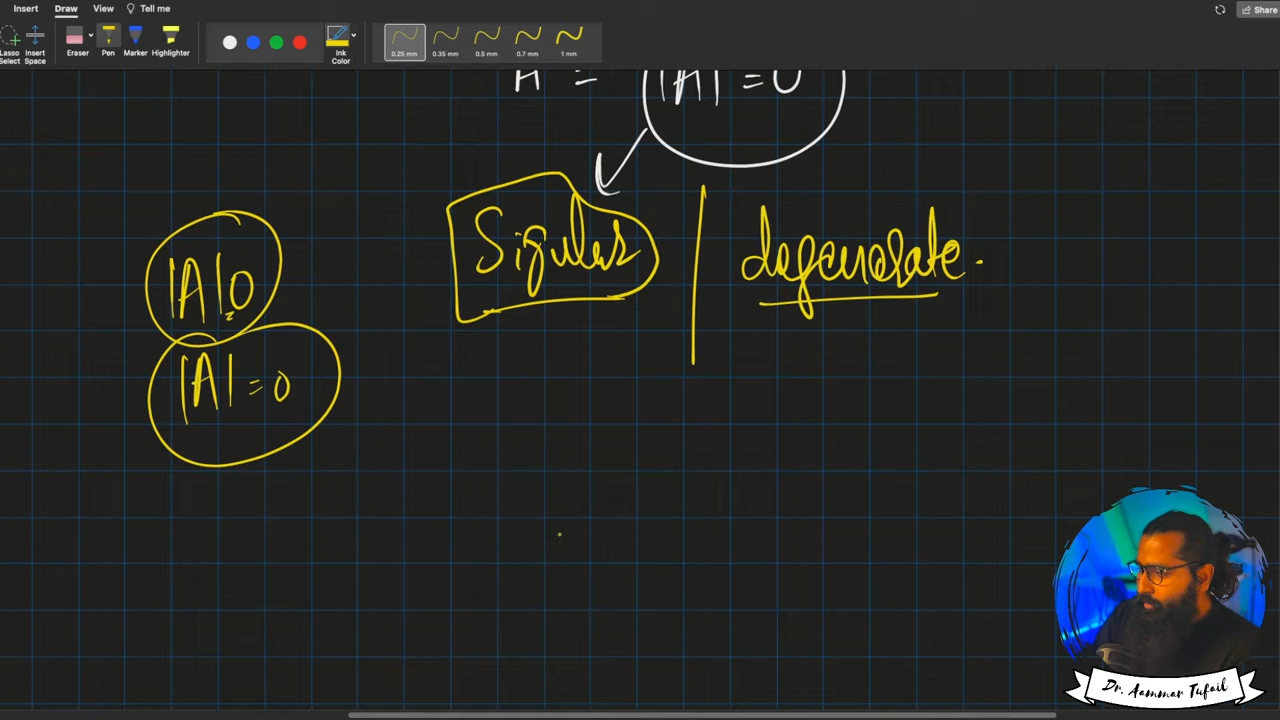 Insert Draw View Tell me
Share
Lasso Select
Insert Space
Eraser
Pen
Marker
Highlighter
Ink Color
0.25 mm
0.35 mm
0.5 mm
0.7 mm
1 mm
A = |A| = 0
Sigular
degenerate.
|A| 0
|A| = 0
Dr. Aammar Tufail